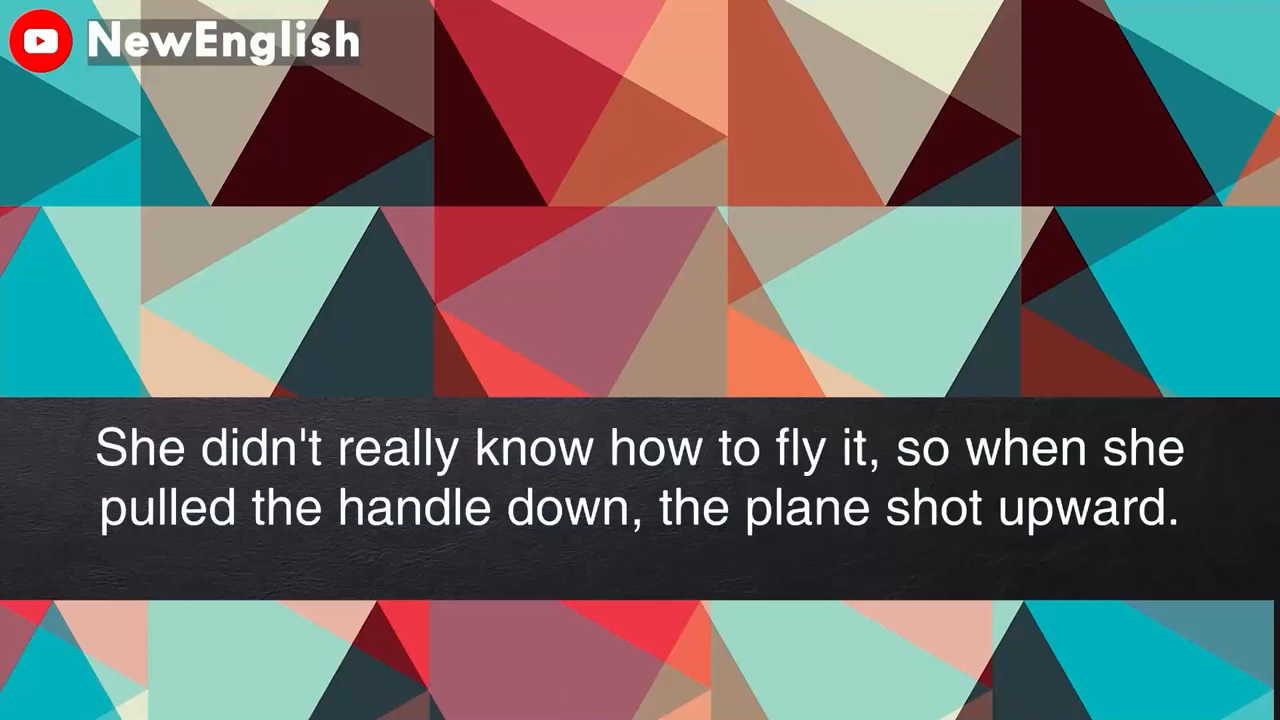 NewEnglish
She didn't really know how to fly it, so when she
pulled the handle down, the plane shot upward.